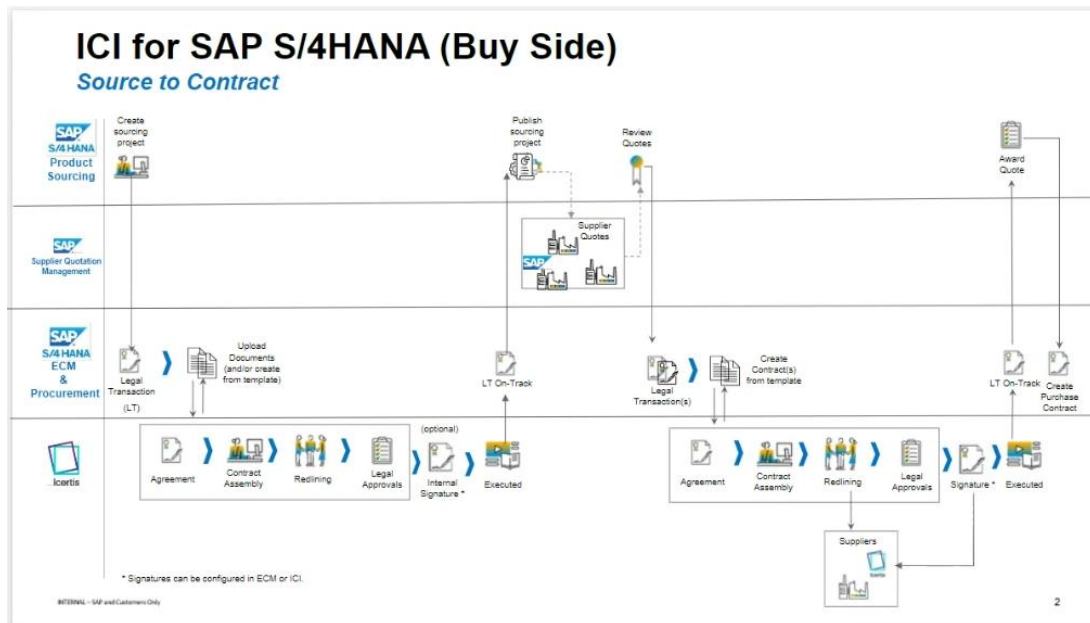 ICI for SAP S/4HANA (Buy Side)
Source to Contract
SAP
S/4HANA
Product
Sourcing
Create
sourcing
project
Publish
sourcing
project
Review
Quotes
Award
Quote
SAP
Supplier Quotation
Management
Supplier
Quotes
SAP
SAP
S/4 HANA
ECM
&
Procurement
Legal
Transaction
(LT)
Upload
Documents
(and/or create
from template)
LT On-Track
Legal
Transaction(s)
Create
Contract(s)
from template
LT On-Track
Create
Purchase
Contract
Icertis
Agreement
Contract
Assembly
Redlining
Legal
Approvals
(optional)
Internal
Signature *
Executed
Agreement
Contract
Assembly
Redlining
Legal
Approvals
Signature *
Executed
Suppliers
Icertis
* Signatures can be configured in ECM or ICI.
INTERNAL – SAP and Customers Only
2